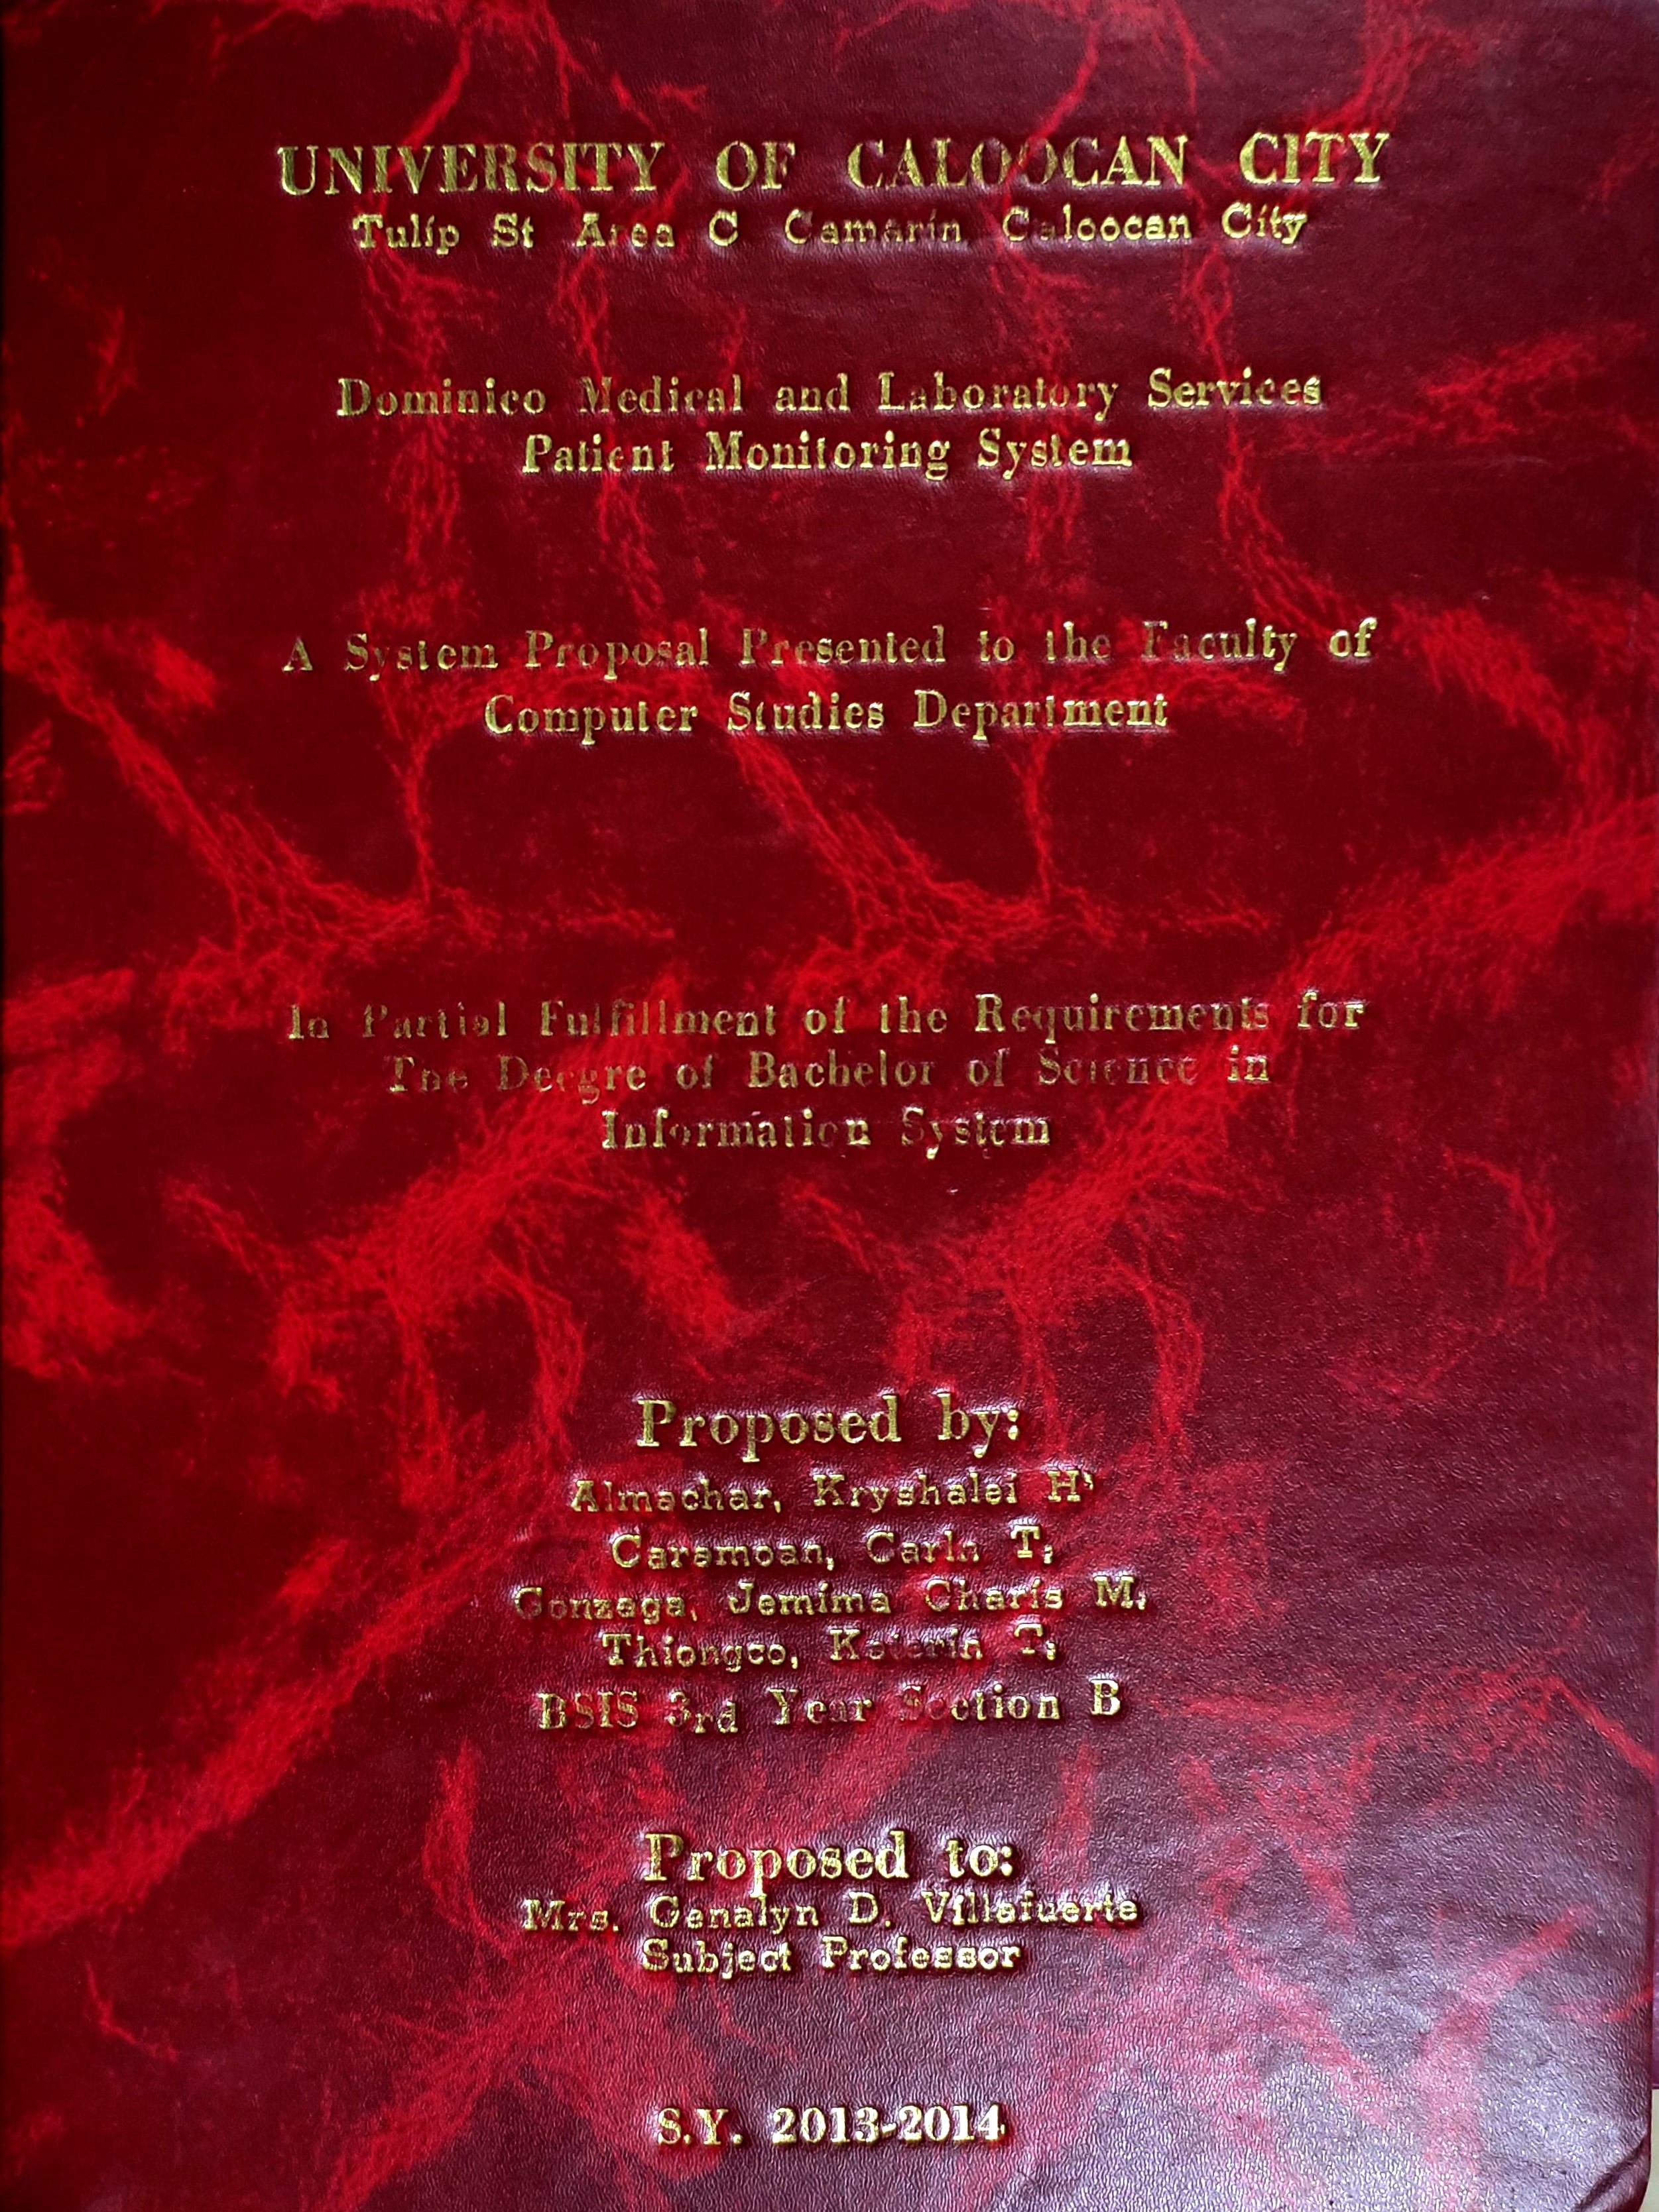 UNIVERSITY OF CALOOCAN CITY
Tulip St Area C Camarin Caloocan City
Dominico Medical and Laboratory Services
Patient Monitoring System
A System Proposal Presented to the Faculty of
Computer Studies Department
In Partial Fulfillment of the Requirements for
The Deegre of Bachelor of Science in
Information System
Proposed by:
Almachar, Kryshalei H.
Caramoan, Carla T.
Gonzaga, Jemima Charis M.
Thiongco, Katerin T.
BSIS 3rd Year Section B
Proposed to:
Mrs. Genalyn D. Villafuerte
Subject Professor
S.Y. 2013-2014